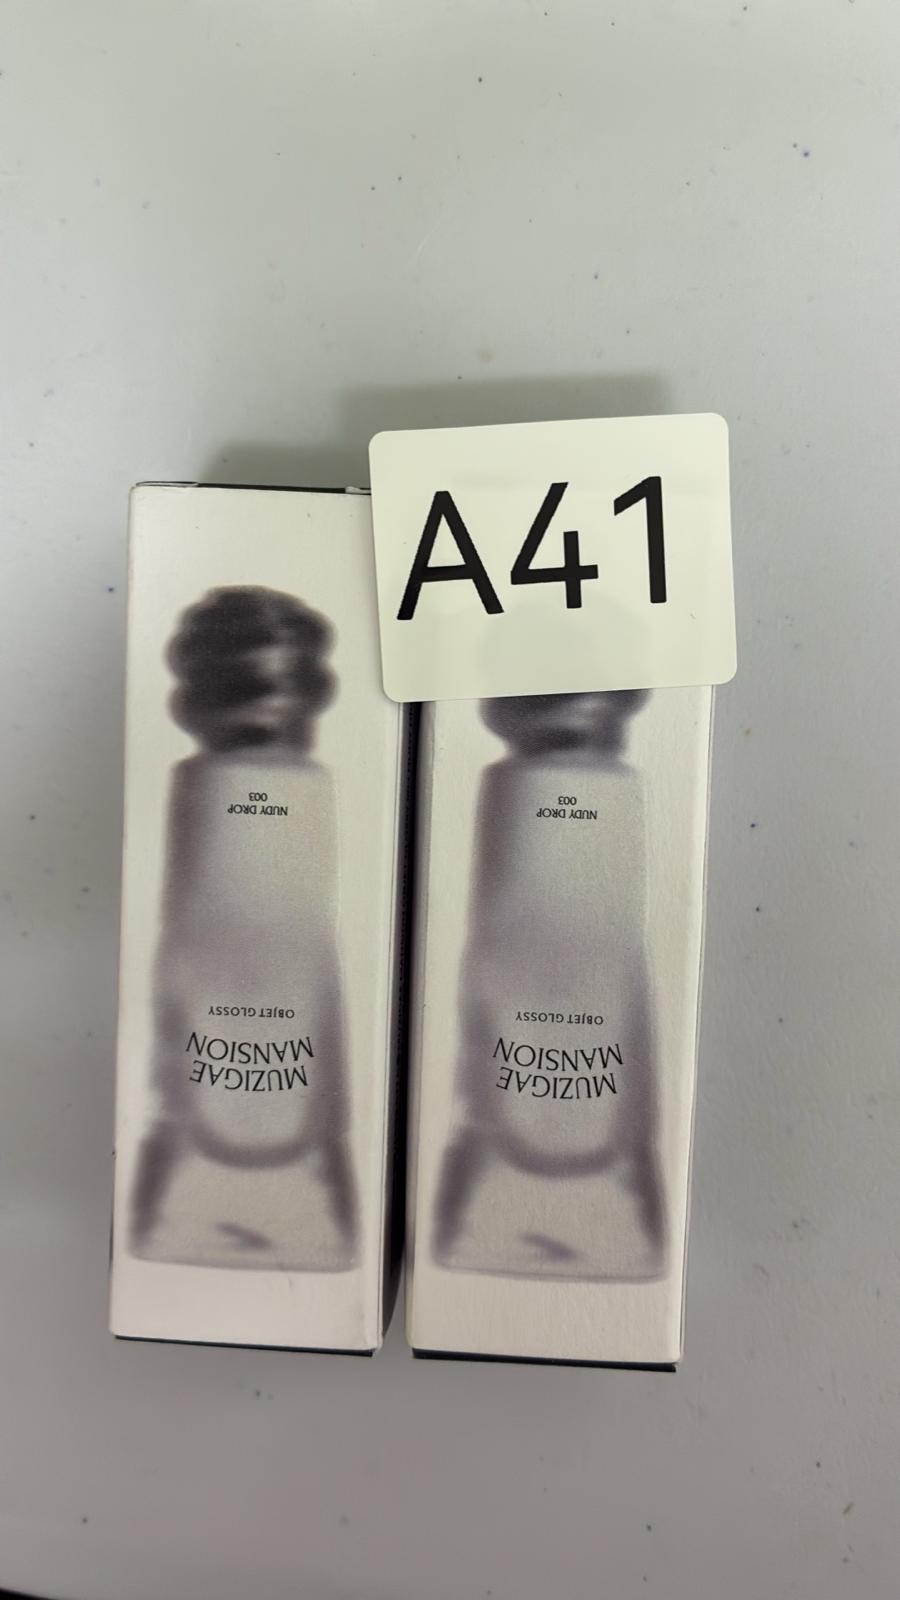 A41
MUZIGAE
MANSION
OBJET GLOSSY
NUDY DROP
003
MUZIGAE
MANSION
OBJET GLOSSY
NUDY DROP
003